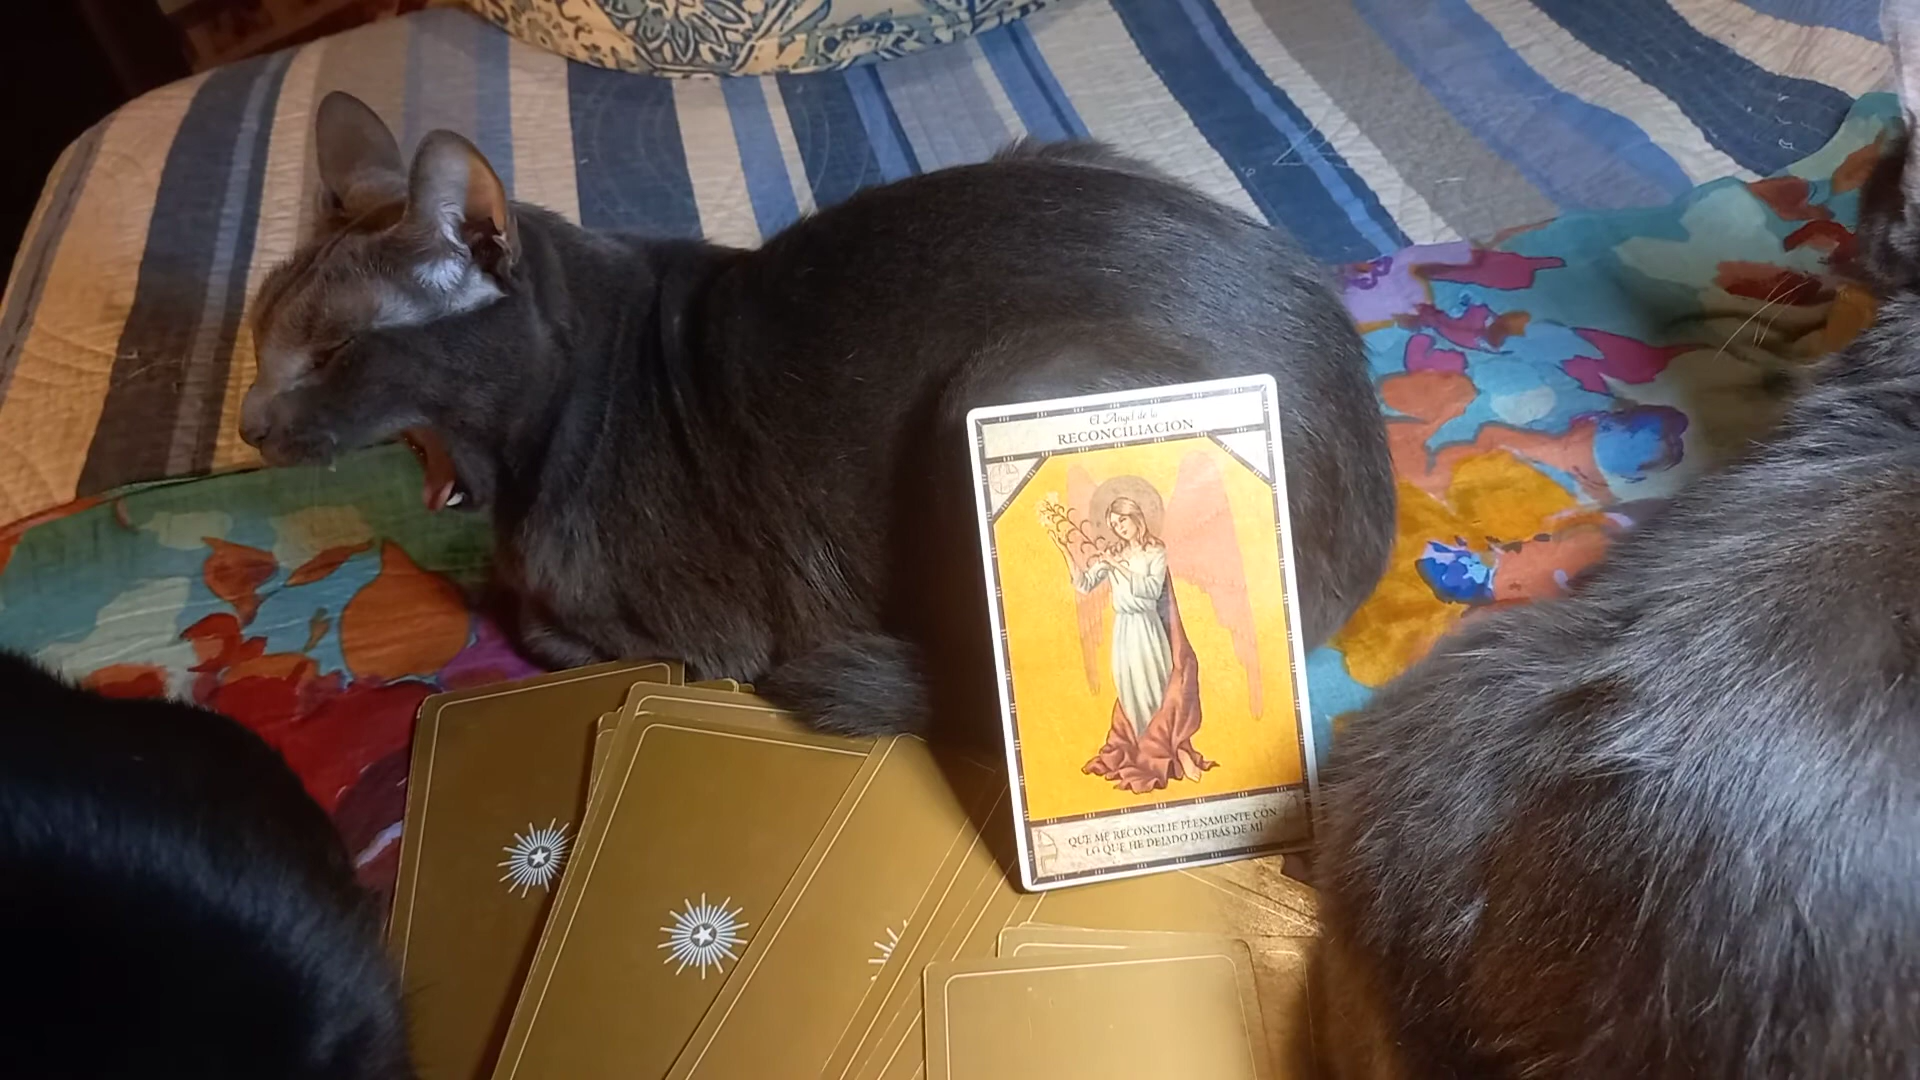 El Ángel de la
RECONCILIACIÓN
QUE ME RECONCILIE PLENAMENTE CON
LO QUE HE DEJADO DETRÁS DE MÍ